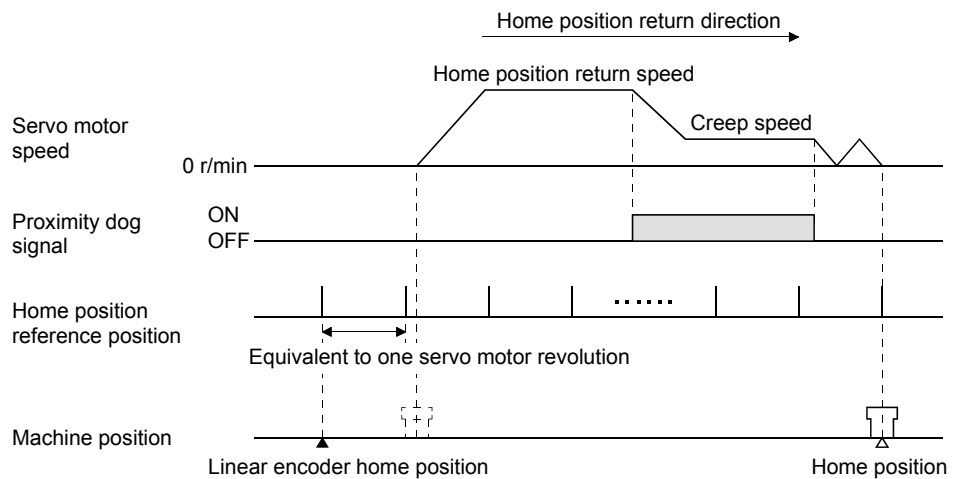 Home position return direction
Home position return speed
Servo motor
speed
Creep speed
0 r/min
Proximity dog
signal
ON
OFF
Home position
reference position
Equivalent to one servo motor revolution
Machine position
Linear encoder home position
Home position